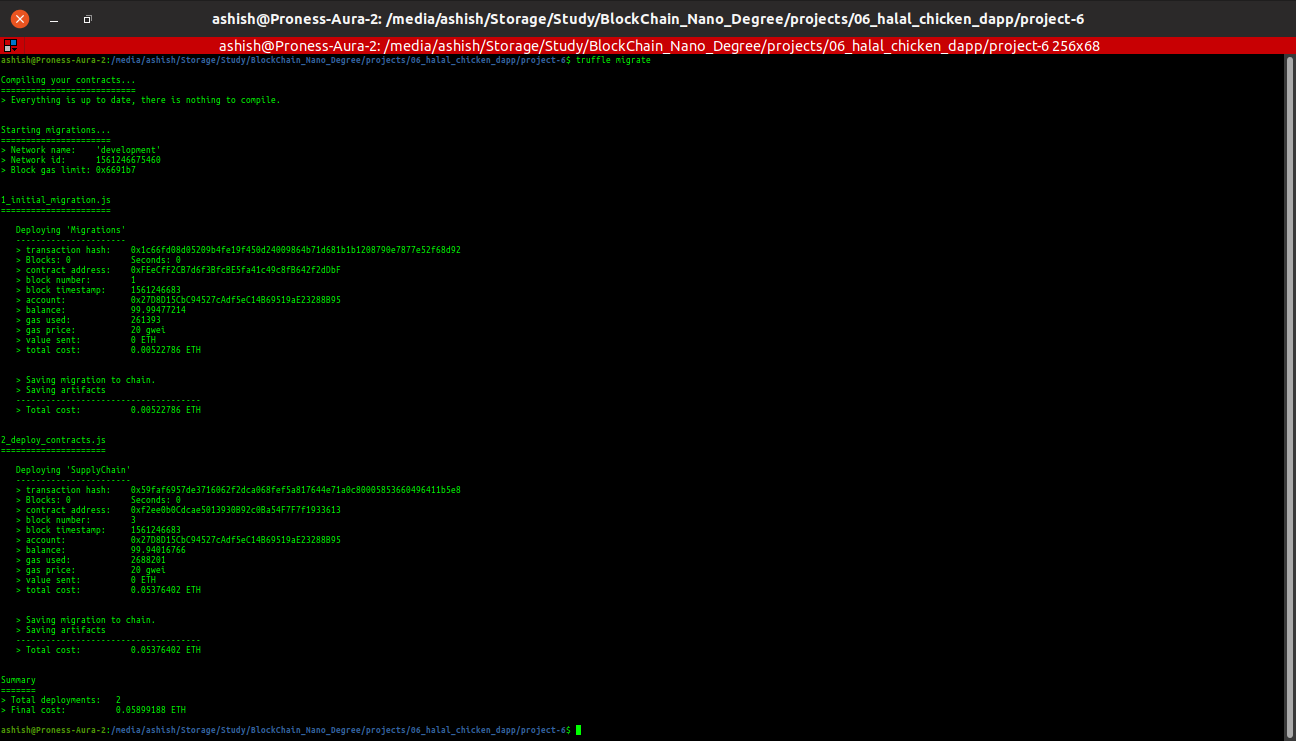 ashish@Proness-Aura-2: /media/ashish/Storage/Study/BlockChain_Nano_Degree/projects/06_halal_chicken_dapp/project-6
ashish@Proness-Aura-2: /media/ashish/Storage/Study/BlockChain_Nano_Degree/projects/06_halal_chicken_dapp/project-6 256x68
ashish@Proness-Aura-2:/media/ashish/Storage/Study/BlockChain_Nano_Degree/projects/06_halal_chicken_dapp/project-6$ truffle migrate
Compiling your contracts...
===========================
> Everything is up to date, there is nothing to compile.
Starting migrations...
======================
> Network name:    'development'
> Network id:      1561246675460
> Block gas limit: 0x6691b7
1_initial_migration.js
======================
Deploying 'Migrations'
----------------------
> transaction hash:    0x1c66fd08d05209b4fe19f450d24009864b71d681b1b1208790e7877e52f68d92
> Blocks: 0            Seconds: 0
> contract address:    0xFEeCfF2CB7d6f3BfcBE5fa41c49c8fB642f2dDbF
> block number:        1
> block timestamp:     1561246683
> account:             0x27D8D15CbC94527cAdf5eC14B69519aE23288B95
> balance:             99.99477214
> gas used:            261393
> gas price:           20 gwei
> value sent:          0 ETH
> total cost:          0.00522786 ETH
> Saving migration to chain.
> Saving artifacts
-------------------------------------
> Total cost:          0.00522786 ETH
2_deploy_contracts.js
=====================
Deploying 'SupplyChain'
-----------------------
> transaction hash:    0x59faf6957de3716062f2dca068fef5a817644e71a0c80005853660496411b5e8
> Blocks: 0            Seconds: 0
> contract address:    0xf2ee0b0Cdcae5013930B92c0Ba54F7F7f1933613
> block number:        3
> block timestamp:     1561246683
> account:             0x27D8D15CbC94527cAdf5eC14B69519aE23288B95
> balance:             99.94016766
> gas used:            2688201
> gas price:           20 gwei
> value sent:          0 ETH
> total cost:          0.05376402 ETH
> Saving migration to chain.
> Saving artifacts
-------------------------------------
> Total cost:          0.05376402 ETH
Summary
=======
> Total deployments:   2
> Final cost:          0.05899188 ETH
ashish@Proness-Aura-2:/media/ashish/Storage/Study/BlockChain_Nano_Degree/projects/06_halal_chicken_dapp/project-6$